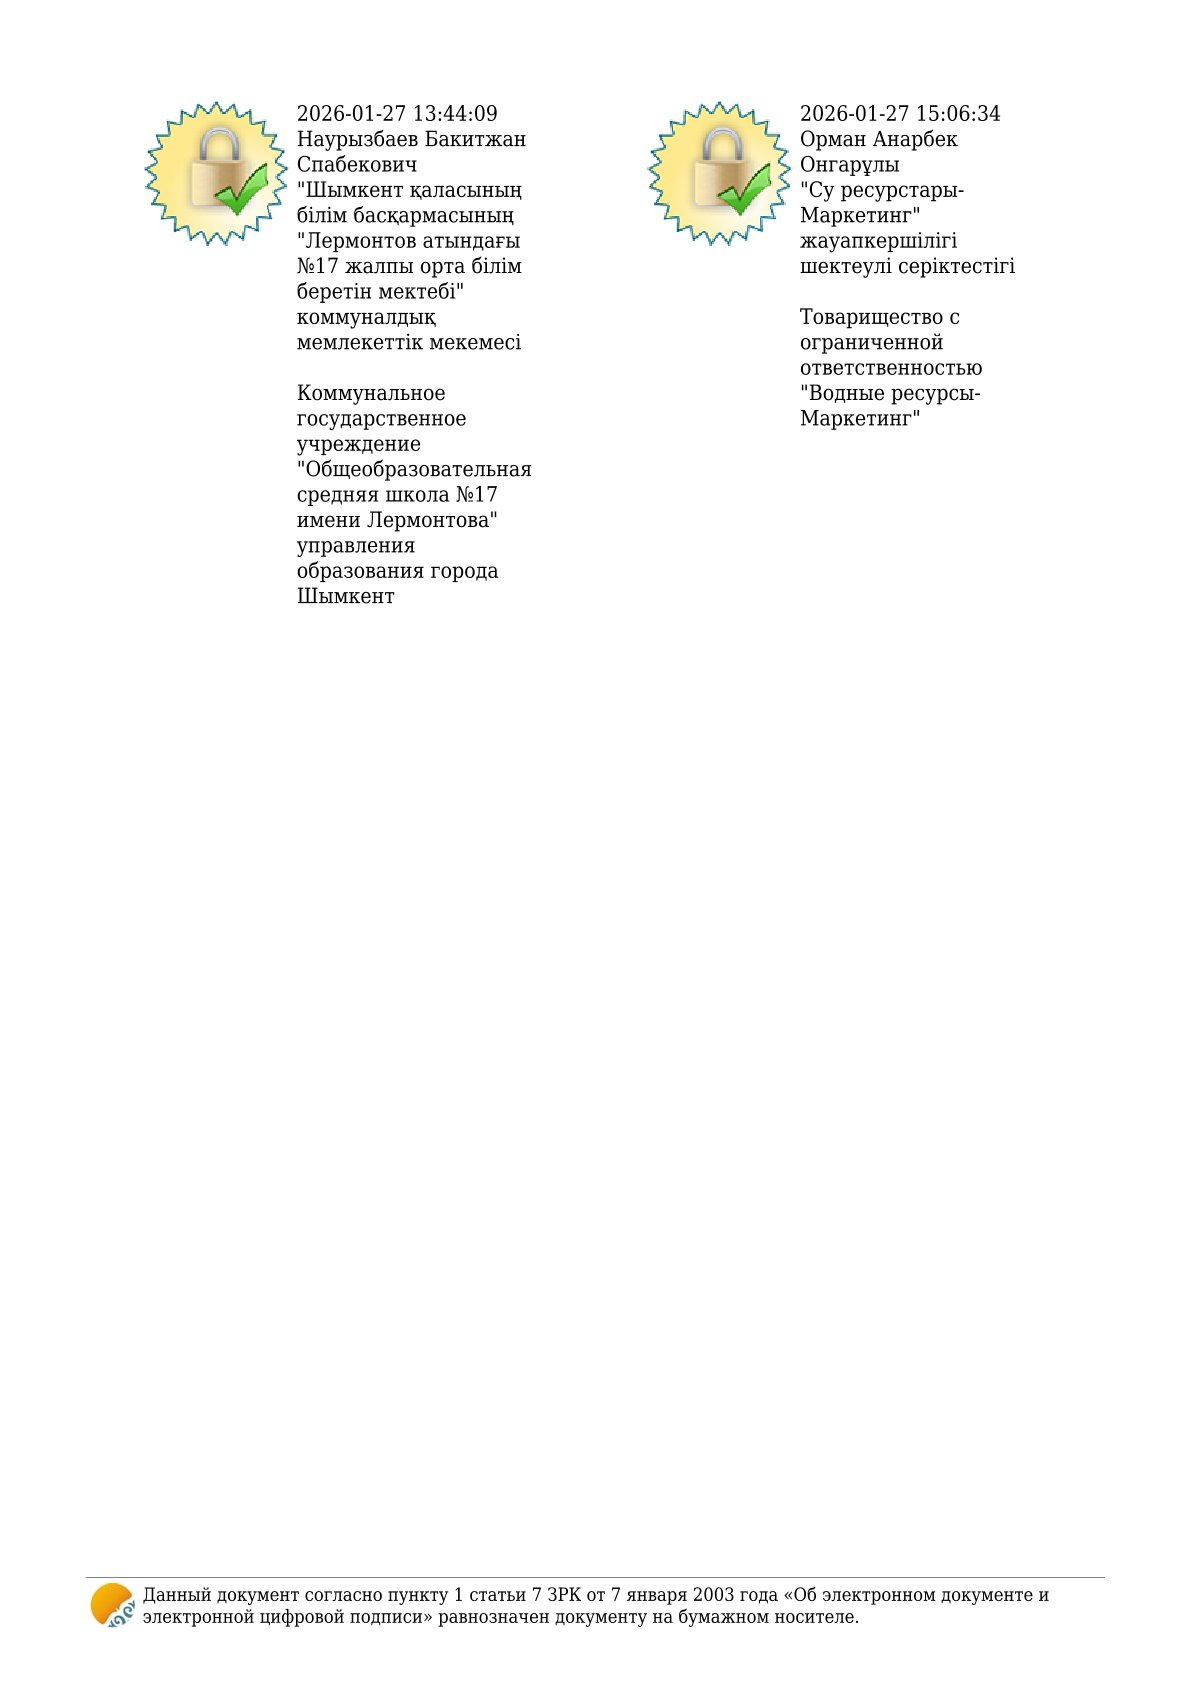 2026-01-27 13:44:09
Наурызбаев Бакитжан
Спабекович
"Шымкент қаласының
білім басқармасының
"Лермонтов атындағы
№17 жалпы орта білім
беретін мектебі"
коммуналдық
мемлекеттік мекемесі
Коммунальное
государственное
учреждение
"Общеобразовательная
средняя школа №17
имени Лермонтова"
управления
образования города
Шымкент
2026-01-27 15:06:34
Орман Анарбек
Онгарұлы
"Су ресурстары-
Маркетинг"
жауапкершілігі
шектеулі серіктестігі
Товарищество с
ограниченной
ответственностью
"Водные ресурсы-
Маркетинг"
Данный документ согласно пункту 1 статьи 7 ЗРК от 7 января 2003 года «Об электронном документе и
электронной цифровой подписи» равнозначен документу на бумажном носителе.